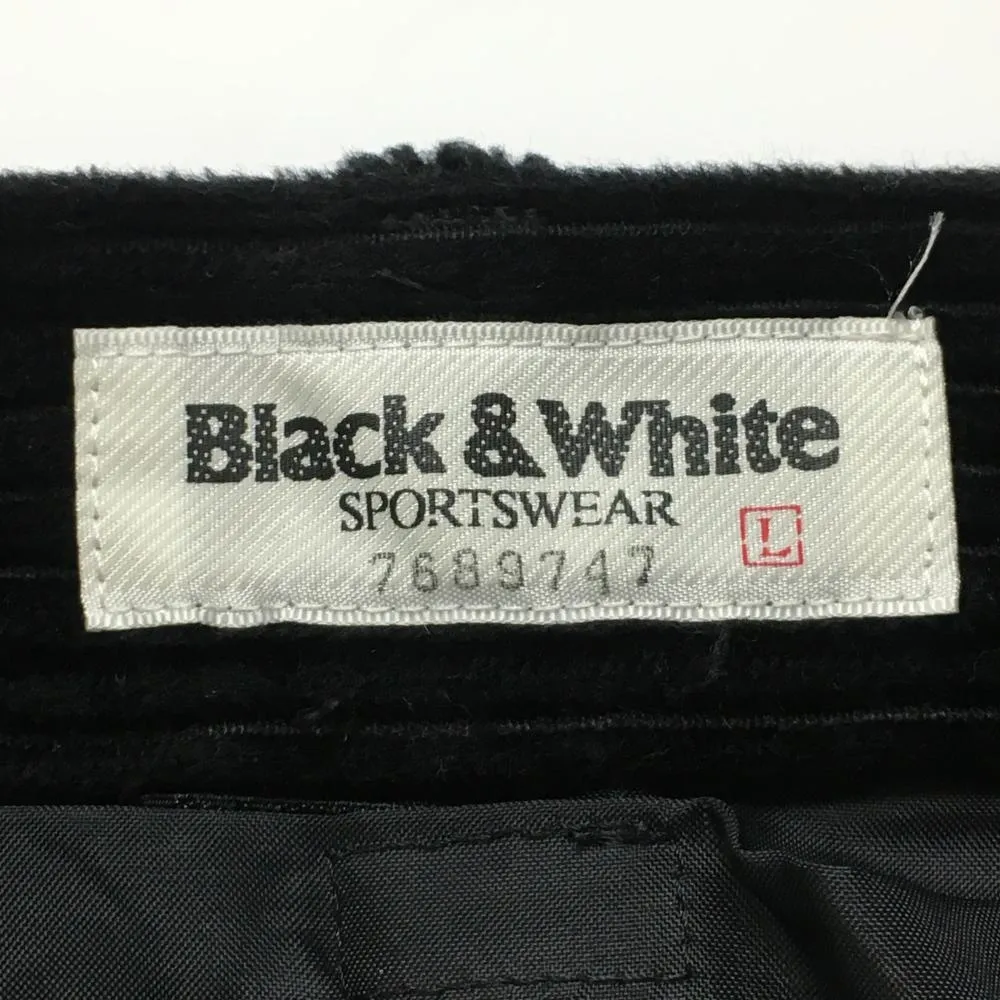 Black & White
SPORTSWEAR
7689747
L